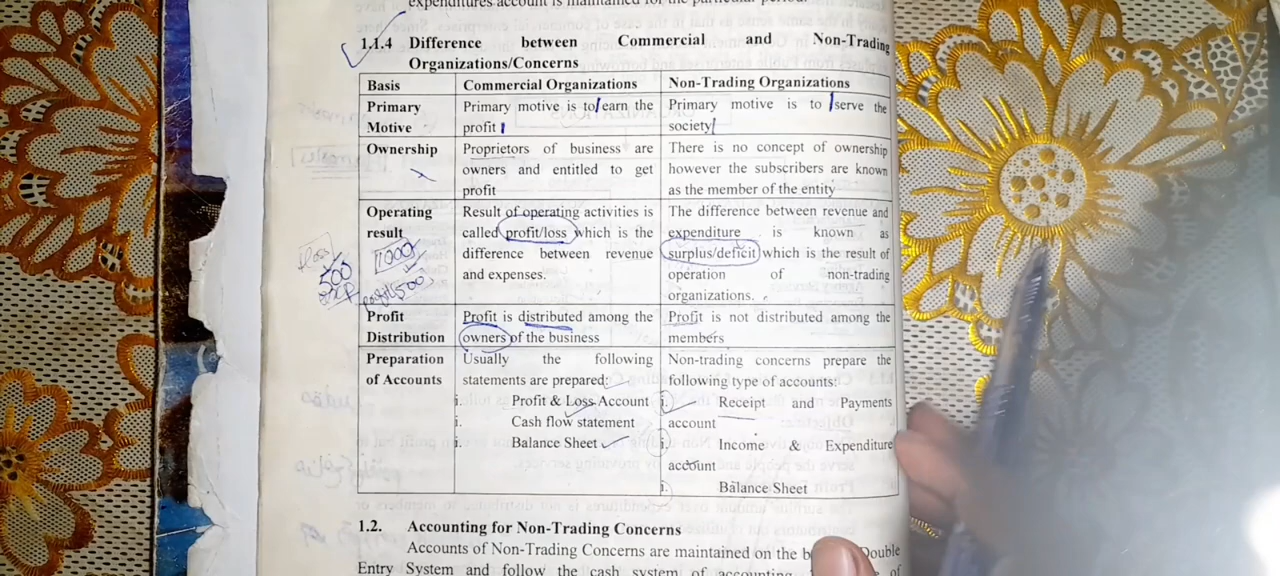 expenditures account is maintained for the particular period.
1.1.4 Difference between Commercial and Non-Trading
Organizations/Concerns
Basis Commercial Organizations Non-Trading Organizations
Primary Motive
Primary motive is to earn the
profit
Primary motive is to serve the
society
Ownership
Proprietors of business are
owners and entitled to get
profit
There is no concept of ownership
however the subscribers are known
as the member of the entity
Operating
result
Result of operating activities is
called profit/loss which is the
difference between revenue
and expenses.
The difference between revenue and
expenditure is known as
surplus/deficit which is the result of
operation of non-trading
organizations.
loss
500
1000
profit 500
Profit
Distribution
Profit is distributed among the
owners of the business
Profit is not distributed among the
members
Preparation
of Accounts
Usually the following
statements are prepared:
i. Profit & Loss Account
i. Cash flow statement
i. Balance Sheet
Non-trading concerns prepare the
following type of accounts:
i. Receipt and Payments
account
i. Income & Expenditure
account
i. Balance Sheet
1.2. Accounting for Non-Trading Concerns
Accounts of Non-Trading Concerns are maintained on the Double
Entry System and follow the cash system of accounting of